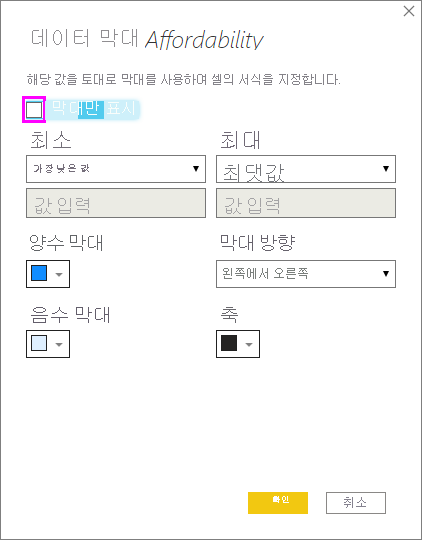 데이터 막대 Affordability
해당 값을 토대로 막대를 사용하며 셀의 서식을 지정합니다.
막대만 표시
최소 최대
가장 낮은 값 최댓값
값 입력 값 입력
양수 막대 막대 방향
왼쪽에서 오른쪽
음수 막대 축
확인 취소